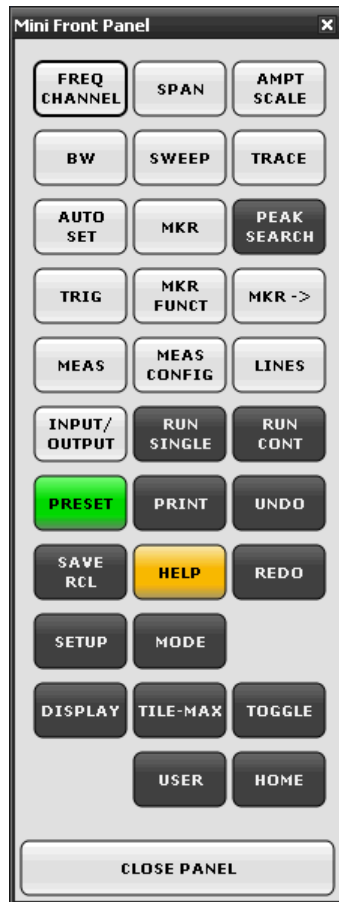 Mini Front Panel x
FREQ CHANNEL SPAN AMPT SCALE
BW SWEEP TRACE
AUTO SET MKR PEAK SEARCH
TRIG MKR FUNCT MKR ->
MEAS MEAS CONFIG LINES
INPUT/ OUTPUT RUN SINGLE RUN CONT
PRESET PRINT UNDO
SAVE RCL HELP REDO
SETUP MODE
DISPLAY TILE-MAX TOGGLE
USER HOME
CLOSE PANEL